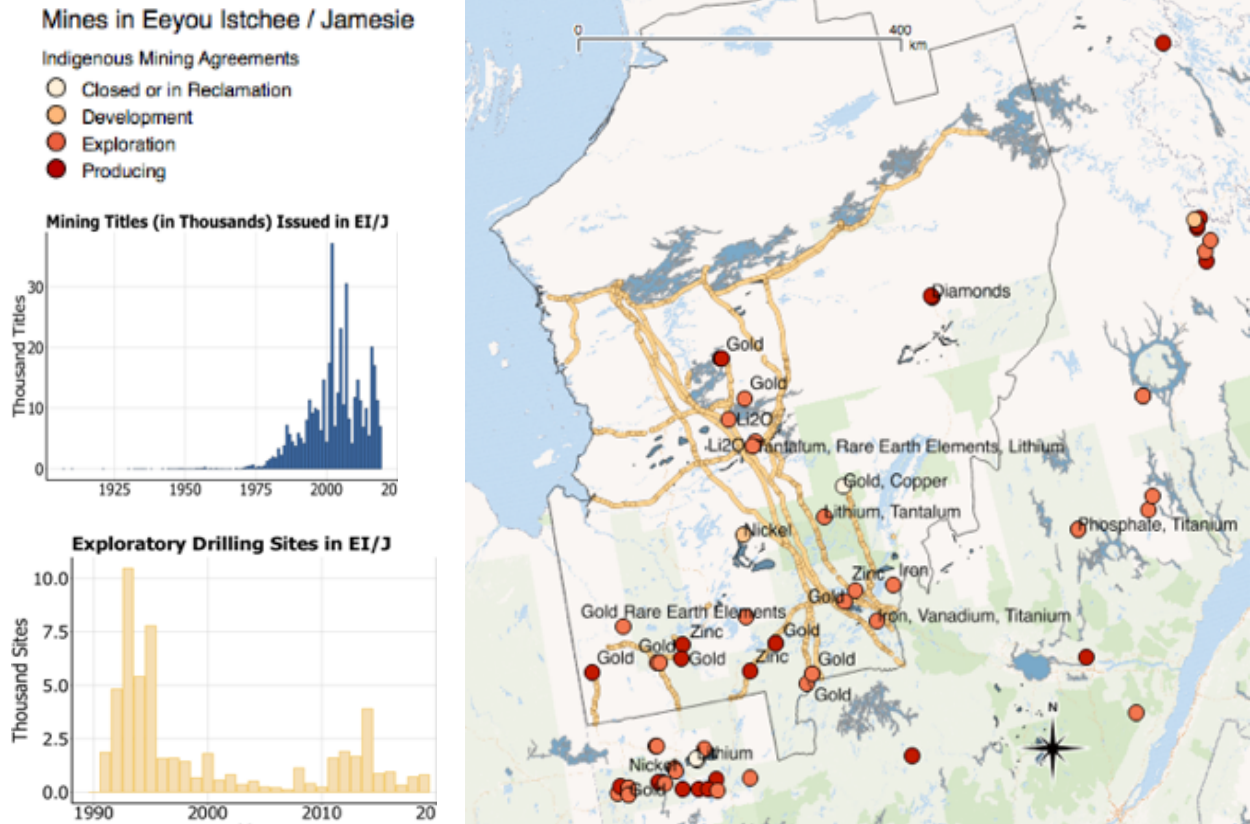 Mines in Eeyou Istchee / Jamesie
Indigenous Mining Agreements
Closed or in Reclamation
Development
Exploration
Producing
Mining Titles (in Thousands) Issued in EI/J
Thousand Titles
30
20
10
0
1925 1950 1975 2000 20
Exploratory Drilling Sites in EI/J
Thousand Sites
10.0
7.5
5.0
2.5
0.0
1990 2000 2010 20
0 400
km
Diamonds
Gold
Gold
Li2O
Li2O Tantalum, Rare Earth Elements, Lithium
Gold, Copper
Lithium, Tantalum
Phosphate, Titanium
Nickel
Zinc Iron
Gold
Gold Rare Earth Elements
Iron, Vanadium, Titanium
Zinc Gold
Gold
Gold Gold Zinc Gold
Gold
N
Lithium
Nickel
Gold